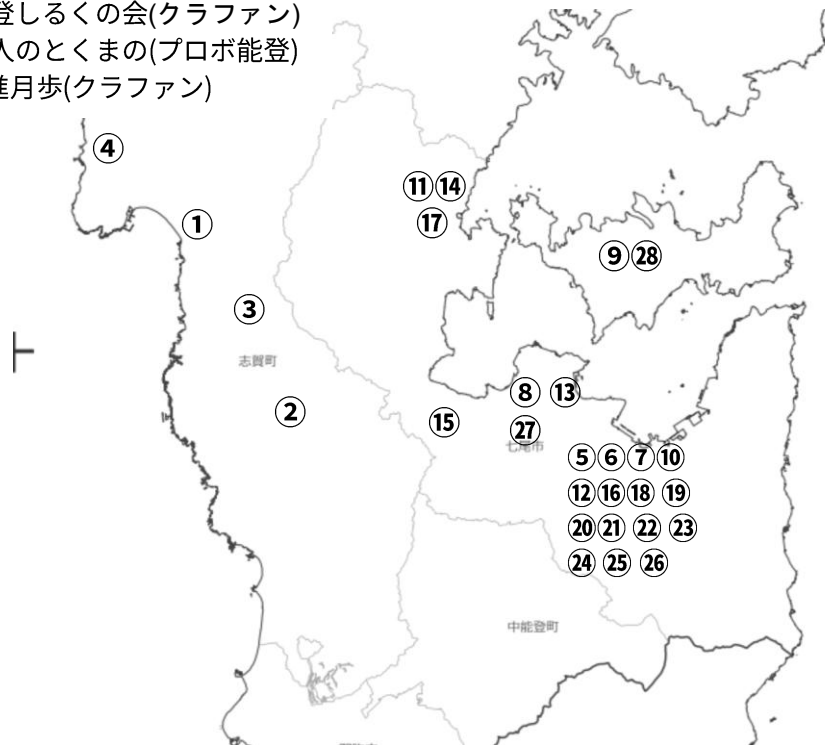 登しるくの会(クラファン)
人のとくまの(プロボ能登)
進月歩(クラファン)
④
①
⑪⑭
⑰
⑨㉘
③
志賀町
②
⑧ ⑬
⑮
㉗
七尾市
⑤⑥⑦⑩
⑫⑯⑱⑲
⑳㉑㉒㉓
㉔㉕㉖
中能登町